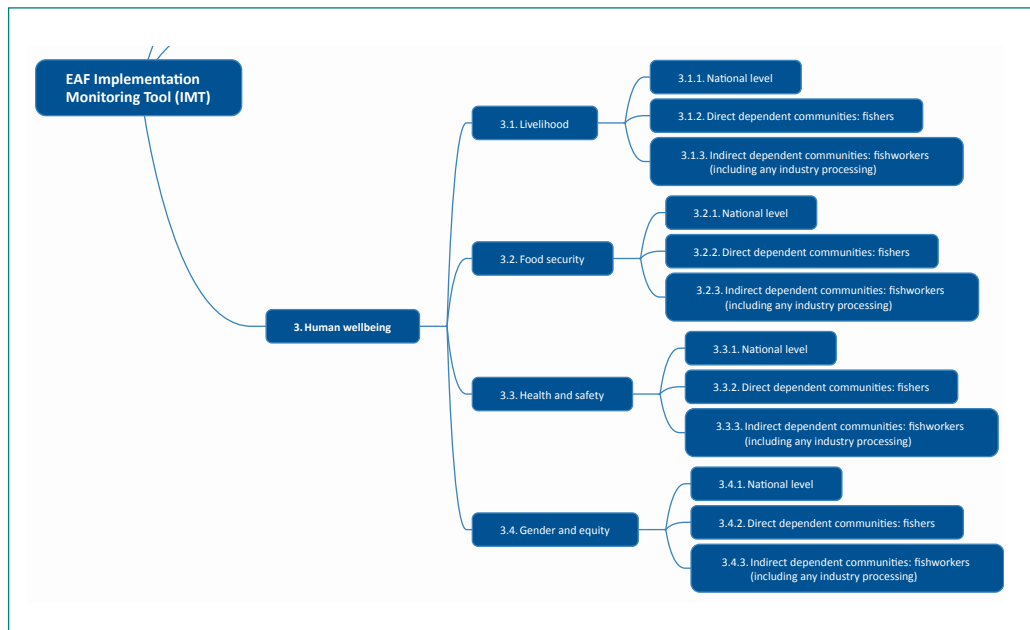 EAF Implementation
Monitoring Tool (IMT)
3. Human wellbeing
3.1. Livelihood
3.1.1. National level
3.1.2. Direct dependent communities: fishers
3.1.3. Indirect dependent communities: fishworkers
(including any industry processing)
3.2. Food security
3.2.1. National level
3.2.2. Direct dependent communities: fishers
3.2.3. Indirect dependent communities: fishworkers
(including any industry processing)
3.3. Health and safety
3.3.1. National level
3.3.2. Direct dependent communities: fishers
3.3.3. Indirect dependent communities: fishworkers
(including any industry processing)
3.4. Gender and equity
3.4.1. National level
3.4.2. Direct dependent communities: fishers
3.4.3. Indirect dependent communities: fishworkers
(including any industry processing)